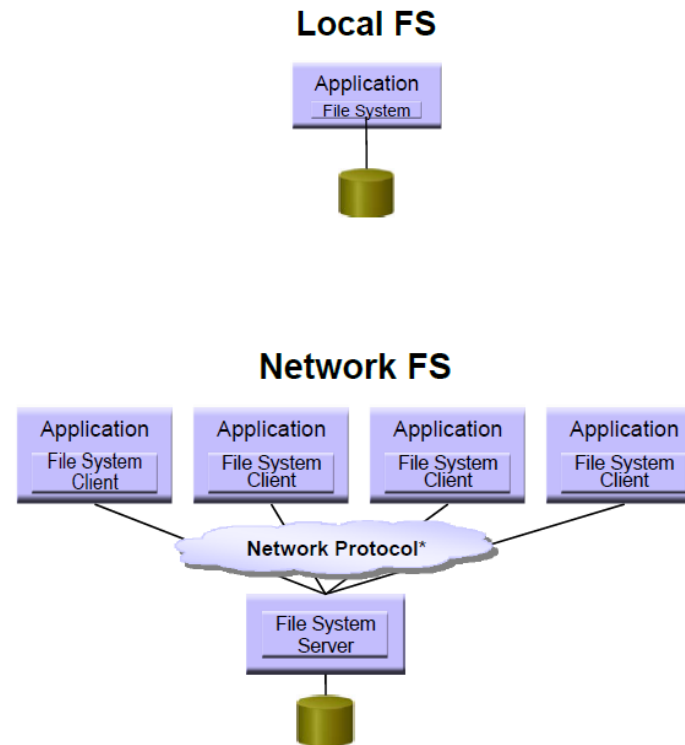 Local FS
Application
File System
Network FS
Application
Application
Application
Application
File System
Client
File System
Client
File System
Client
File System
Client
Network Protocol*
File System
Server